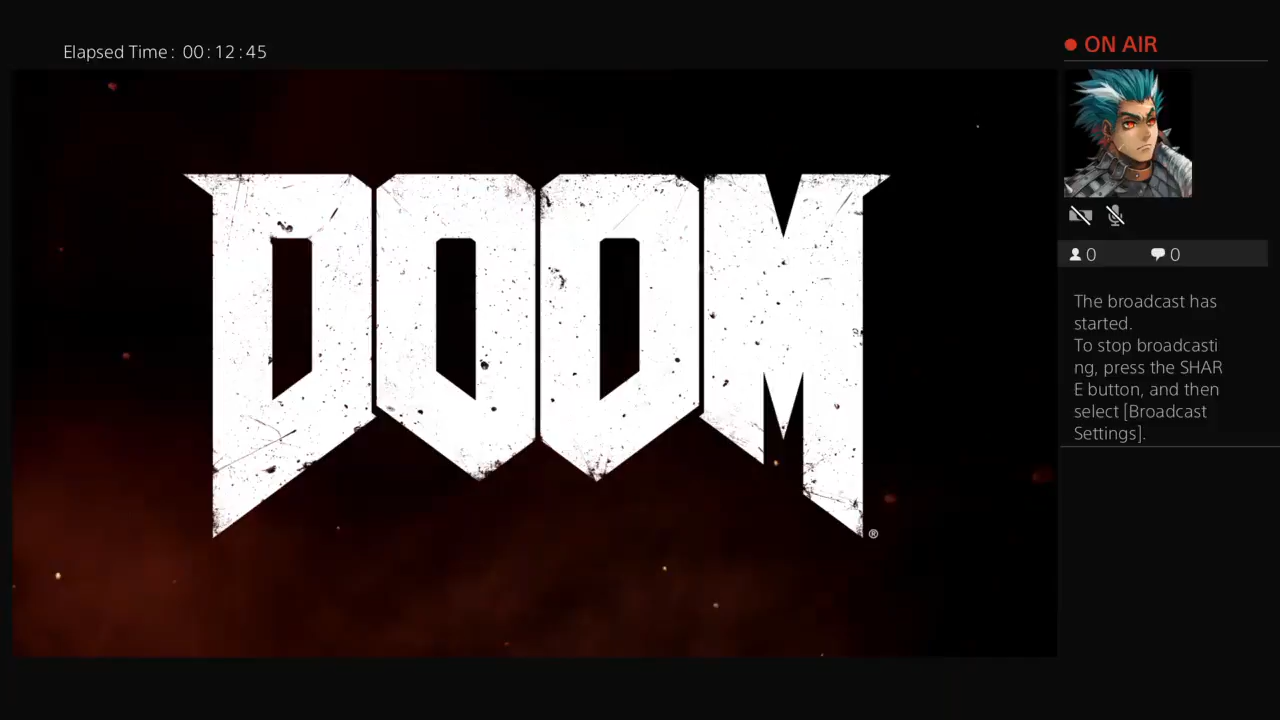 Elapsed Time: 00:12:45
ON AIR
DOOM
®
0
0
The broadcast has
started.
To stop broadcasti
ng, press the SHAR
E button, and then
select [Broadcast
Settings].